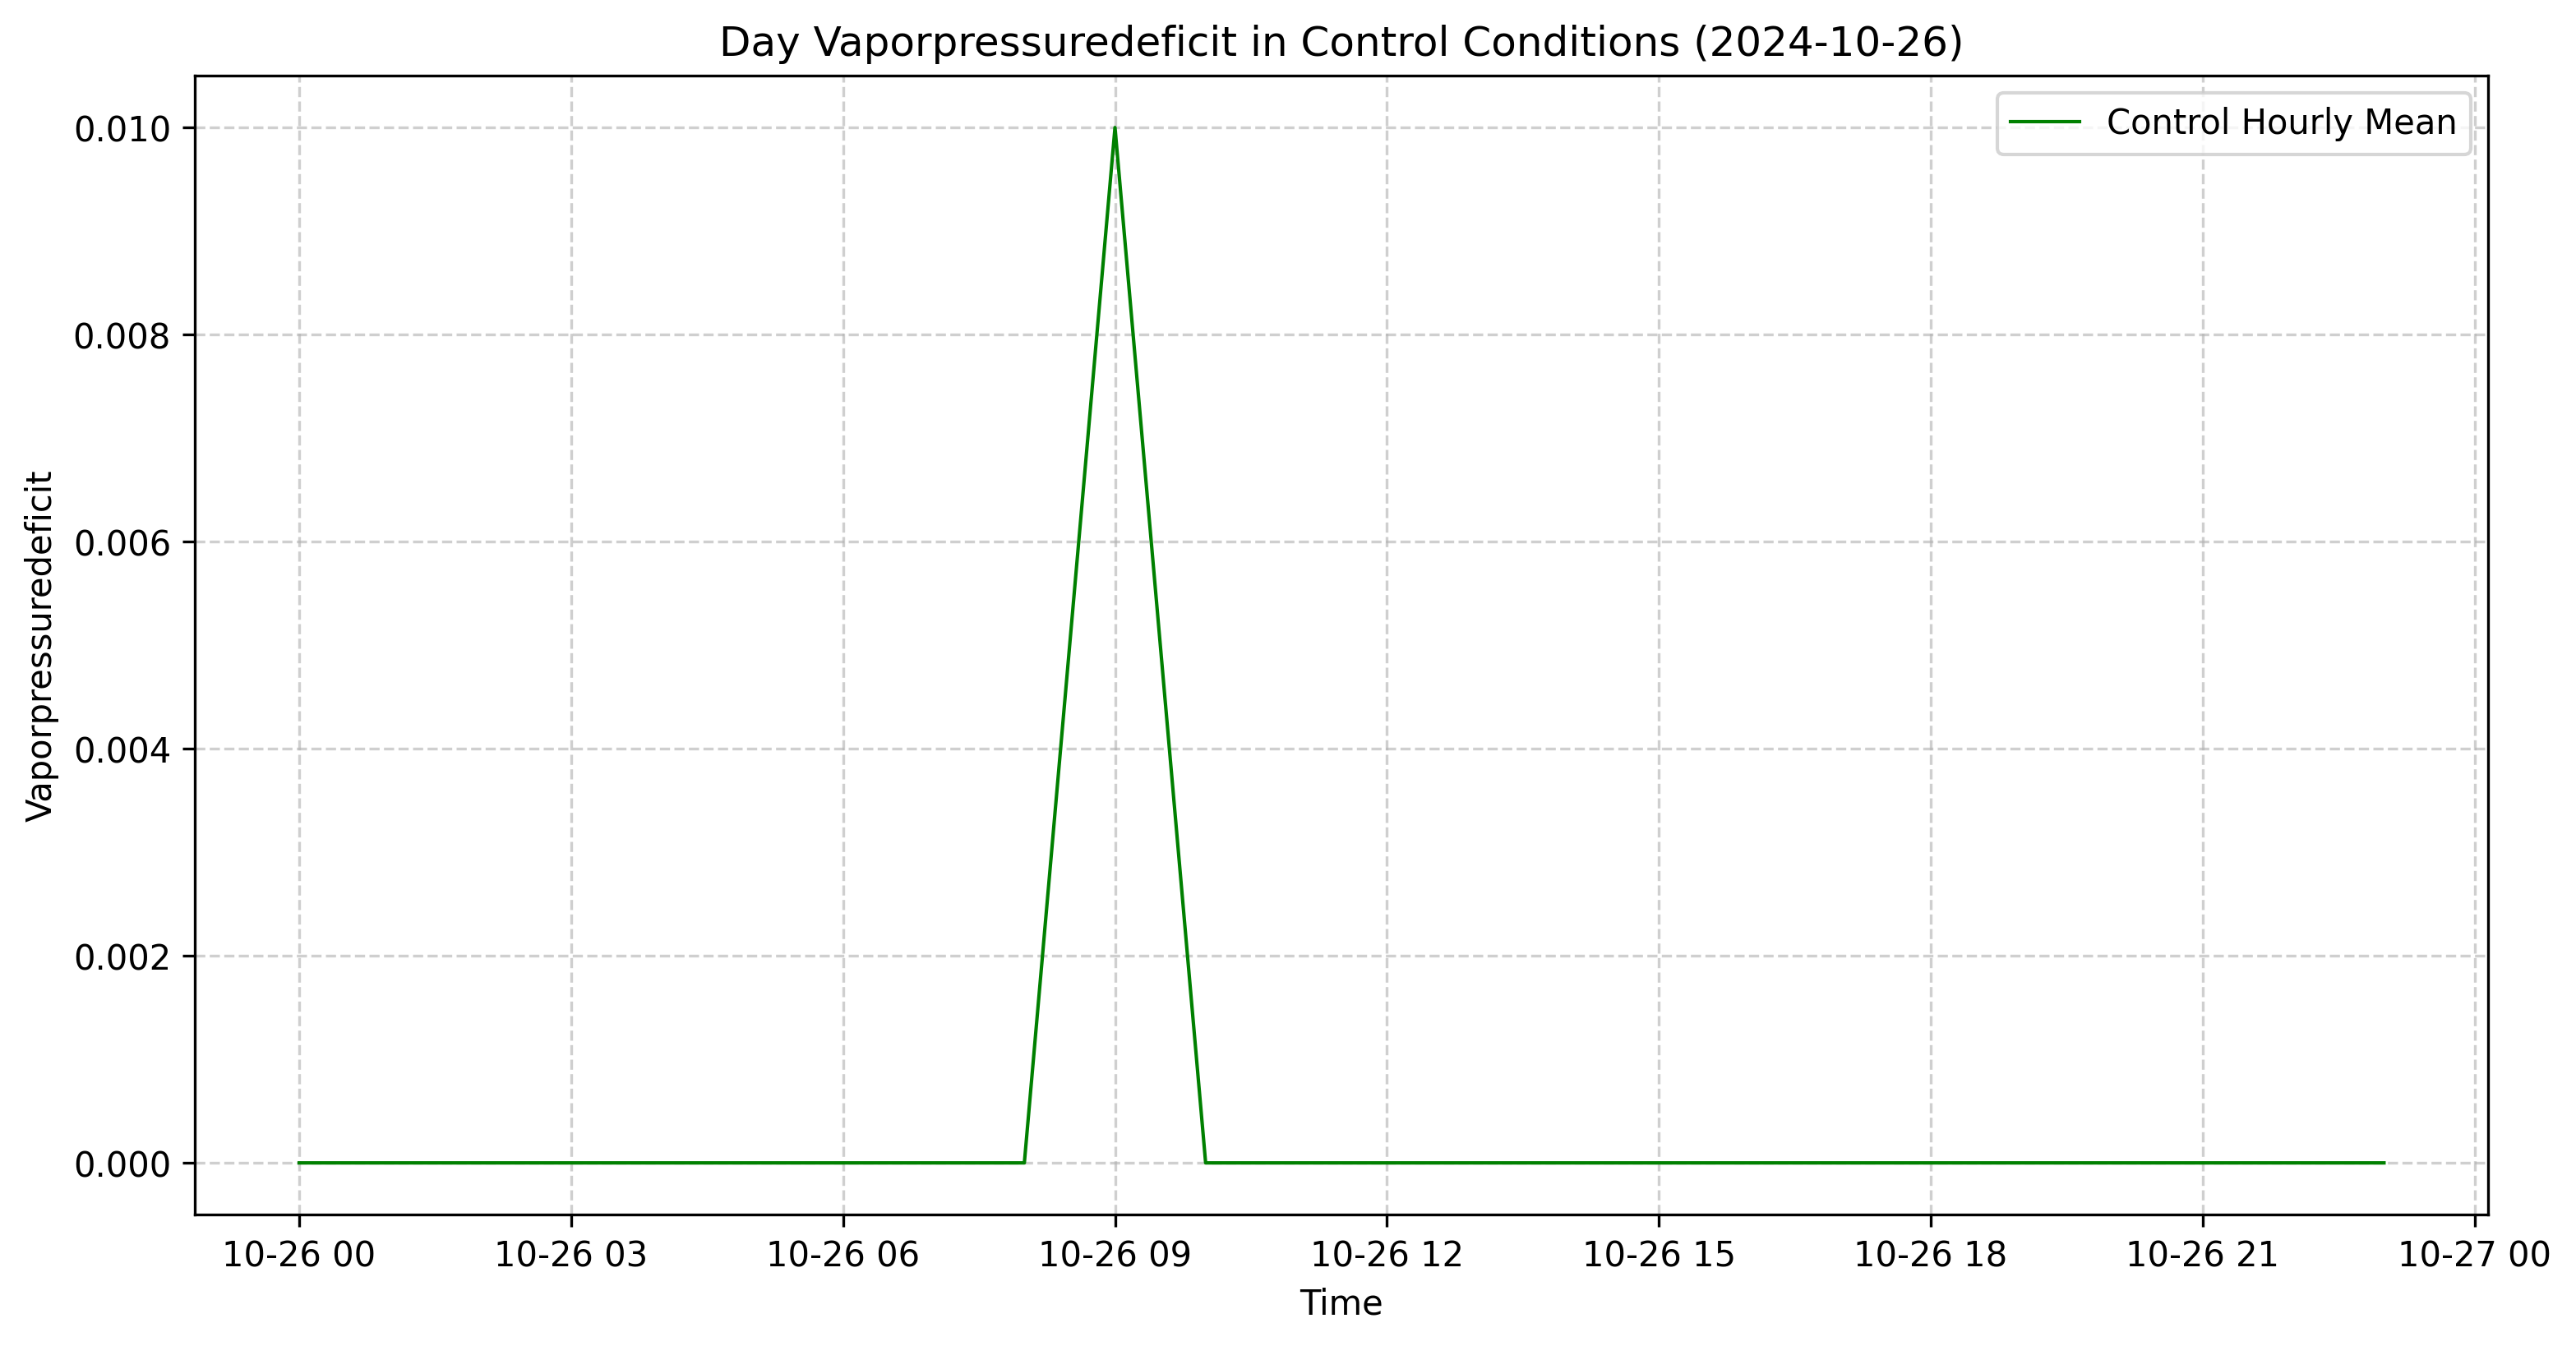 Day Vaporpressuredeficit in Control Conditions (2024-10-26)
Control Hourly Mean
Vaporpressuredeficit
0.010
0.008
0.006
0.004
0.002
0.000
10-26 00 10-26 03 10-26 06 10-26 09 10-26 12 10-26 15 10-26 18 10-26 21 10-27 00
Time